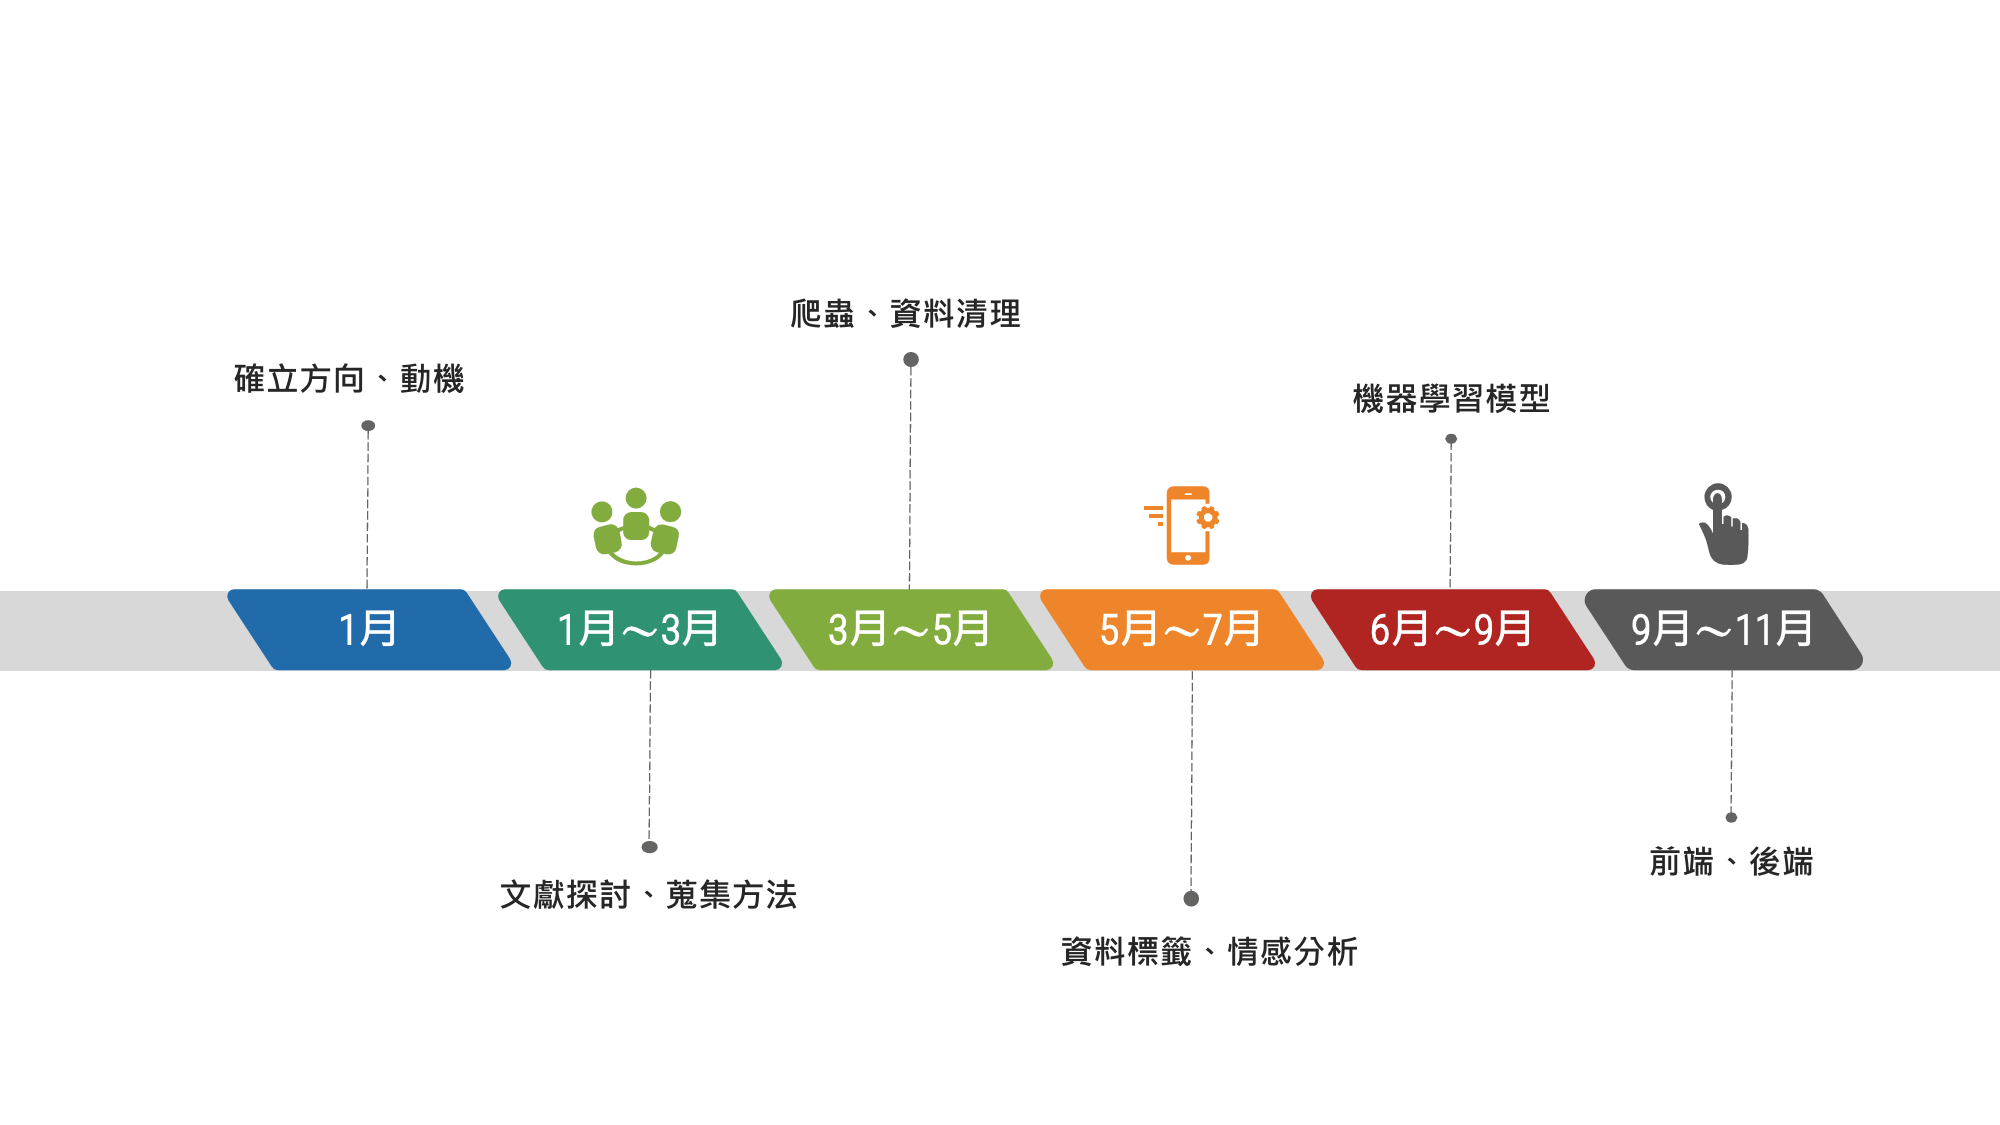 爬蟲、資料清理
確立方向、動機
機器學習模型
1月
1月～3月
3月～5月
5月～7月
6月～9月
9月～11月
前端、後端
文獻探討、蒐集方法
資料標籤、情感分析